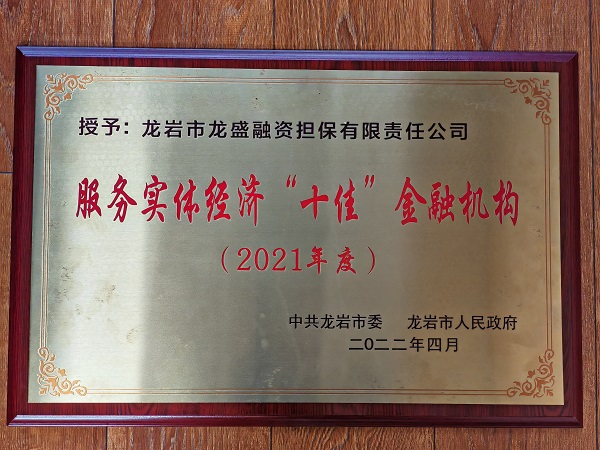 授予：龙岩市龙盛融资担保有限责任公司
服务实体经济“十佳”金融机构
（2021年度）
中共龙岩市委 龙岩市人民政府
二〇二二年四月